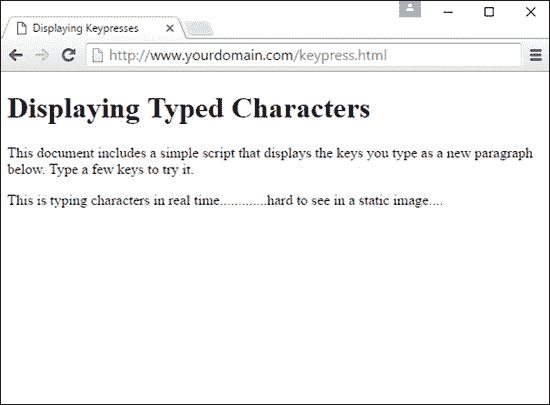 Displaying Keypresses
http://www.yourdomain.com/keypress.html
Displaying Typed Characters
This document includes a simple script that displays the keys you type as a new paragraph
below. Type a few keys to try it.
This is typing characters in real time.............hard to see in a static image....